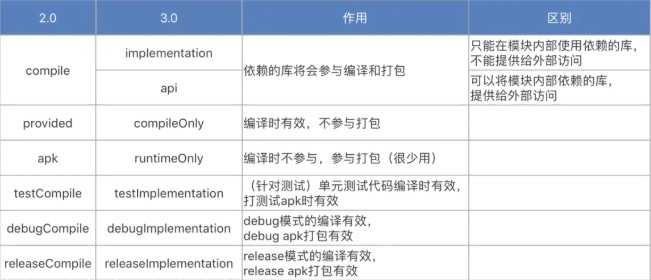 2.0 3.0 作用 区别
compile
implementation
依赖的库将会参与编译和打包
只能在模块内部使用依赖的库，
不能提供给外部访问
api
可以将模块内部依赖的库，
提供给外部访问
provided compileOnly 编译时有效，不参与打包
apk runtimeOnly 编译时不参与，参与打包（很少用）
testCompile testImplementation （针对测试）单元测试代码编译时有效，
打测试apk时有效
debugCompile debugImplementation debug模式的编译有效，
debug apk打包有效
releaseCompile releaseImplementation release模式的编译有效，
release apk打包有效